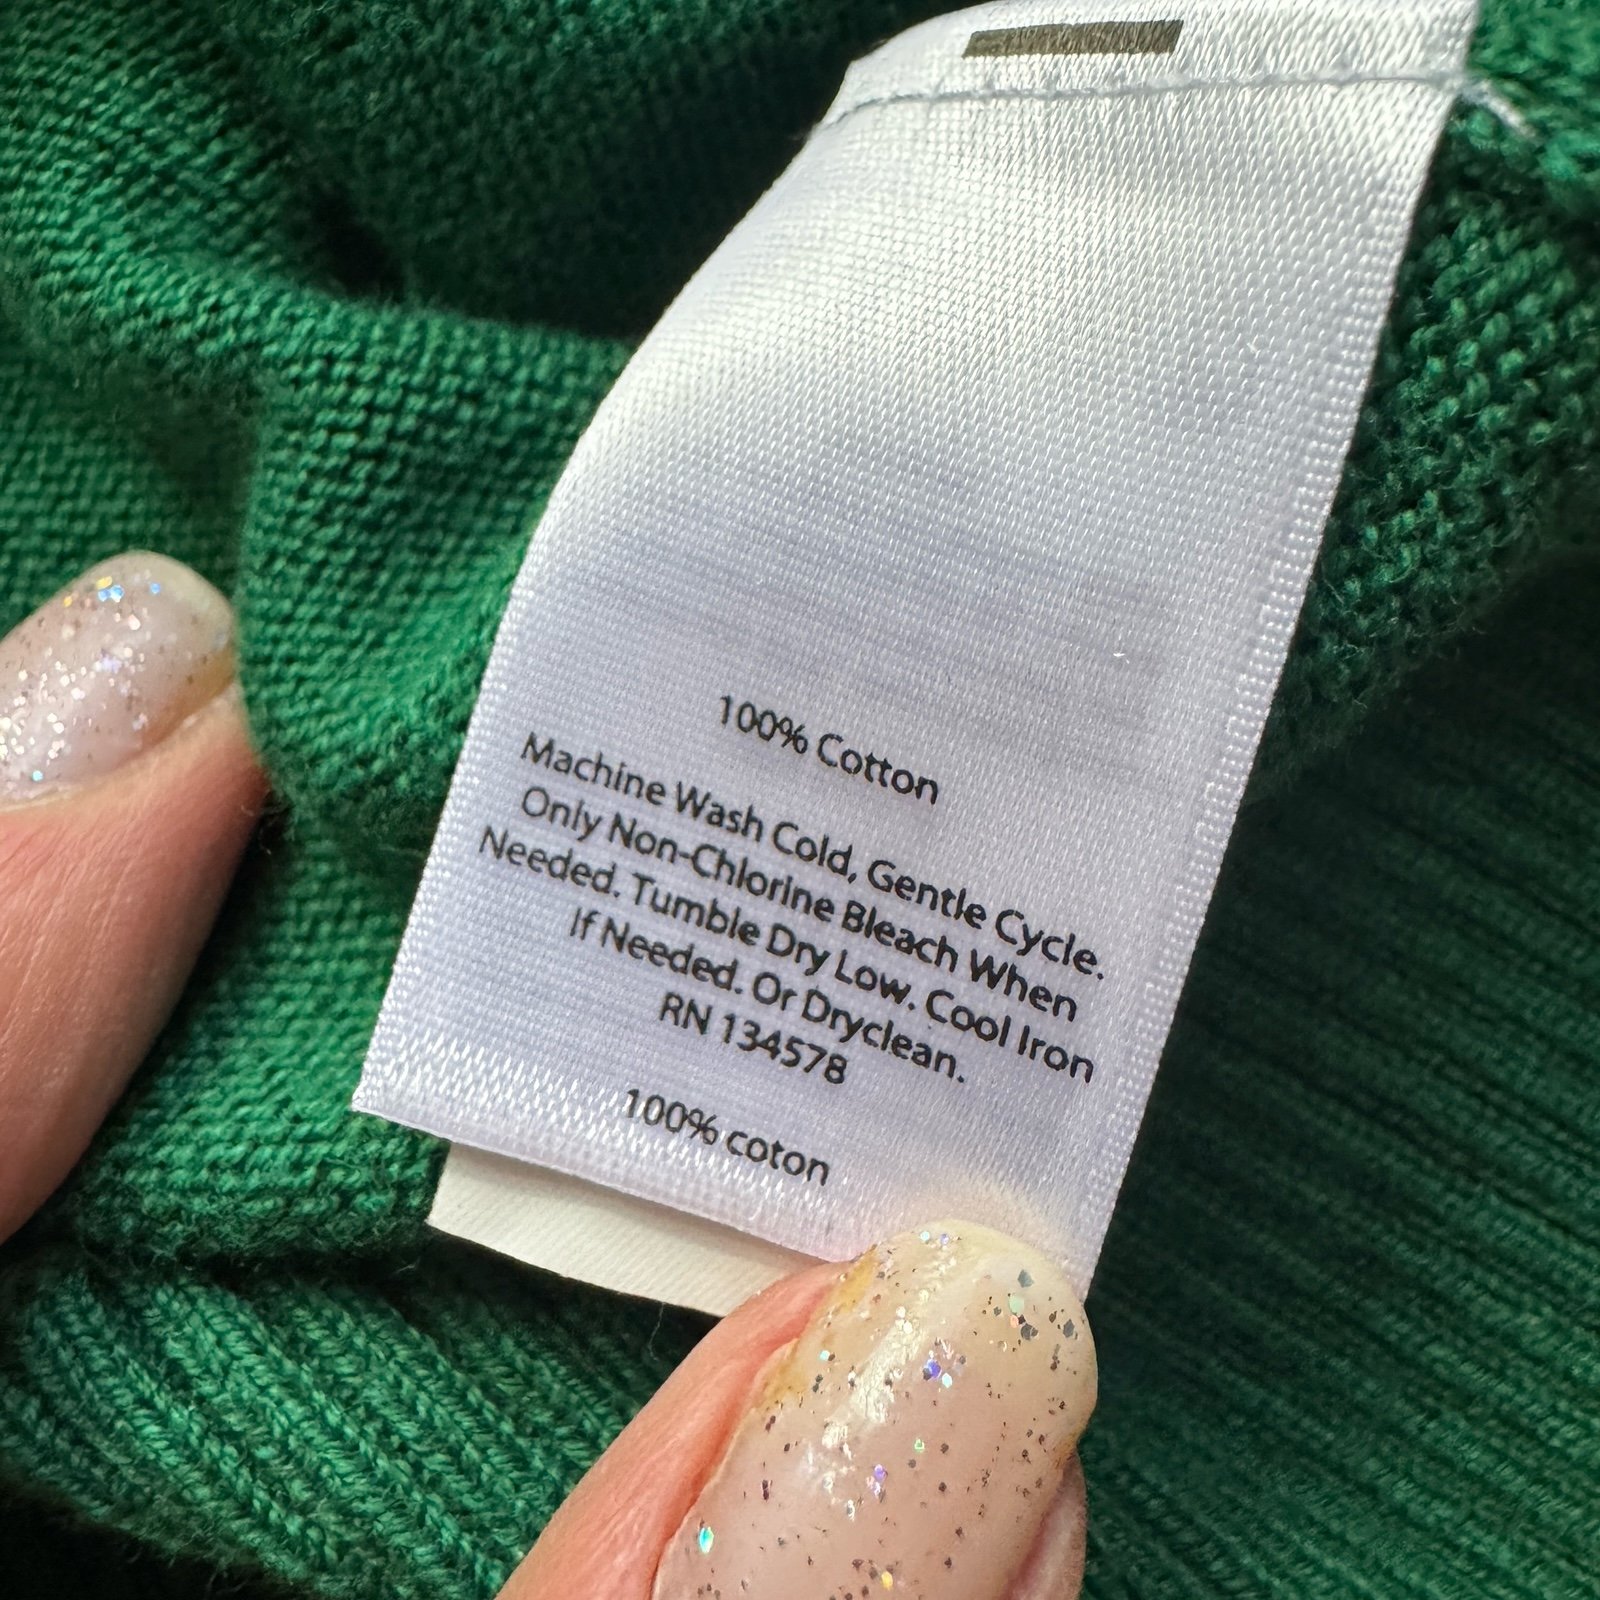 100% Cotton
Machine Wash Cold, Gentle Cycle.
Only Non-Chlorine Bleach When
Needed. Tumble Dry Low. Cool Iron
If Needed. Or Dryclean.
RN 134578
100% coton